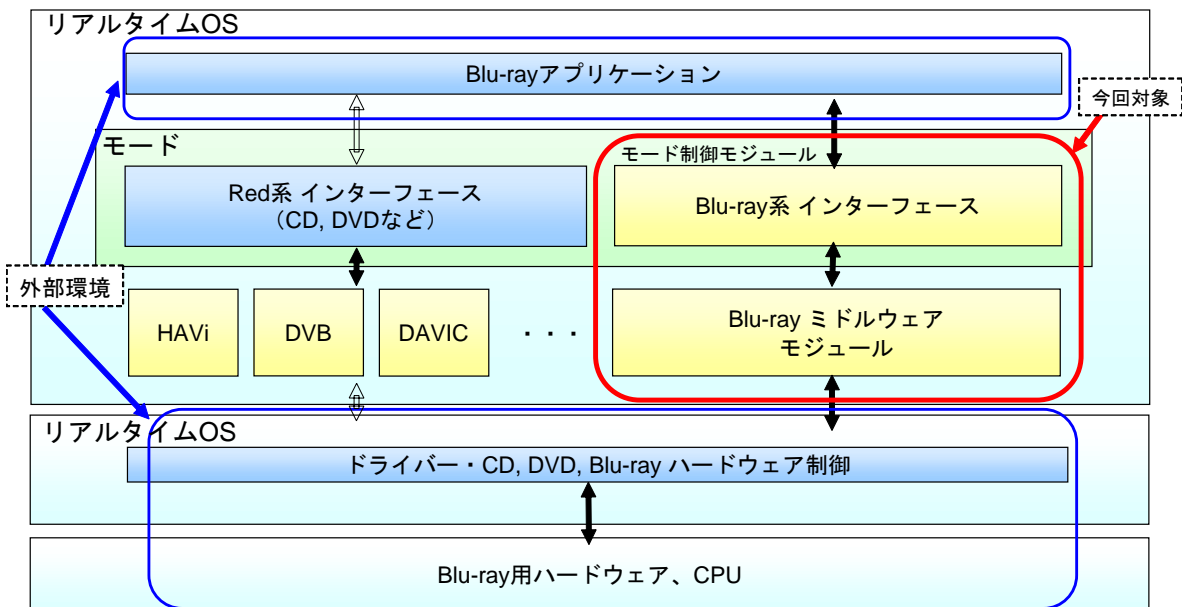 リアルタイムOS
Blu-rayアプリケーション
今回対象
モード
モード制御モジュール
Red系 インターフェース
（CD, DVDなど）
Blu-ray系 インターフェース
外部環境
HAVi
DVB
DAVIC
・・・
Blu-ray ミドルウェア
モジュール
リアルタイムOS
ドライバー・CD, DVD, Blu-ray ハードウェア制御
Blu-ray用ハードウェア、CPU